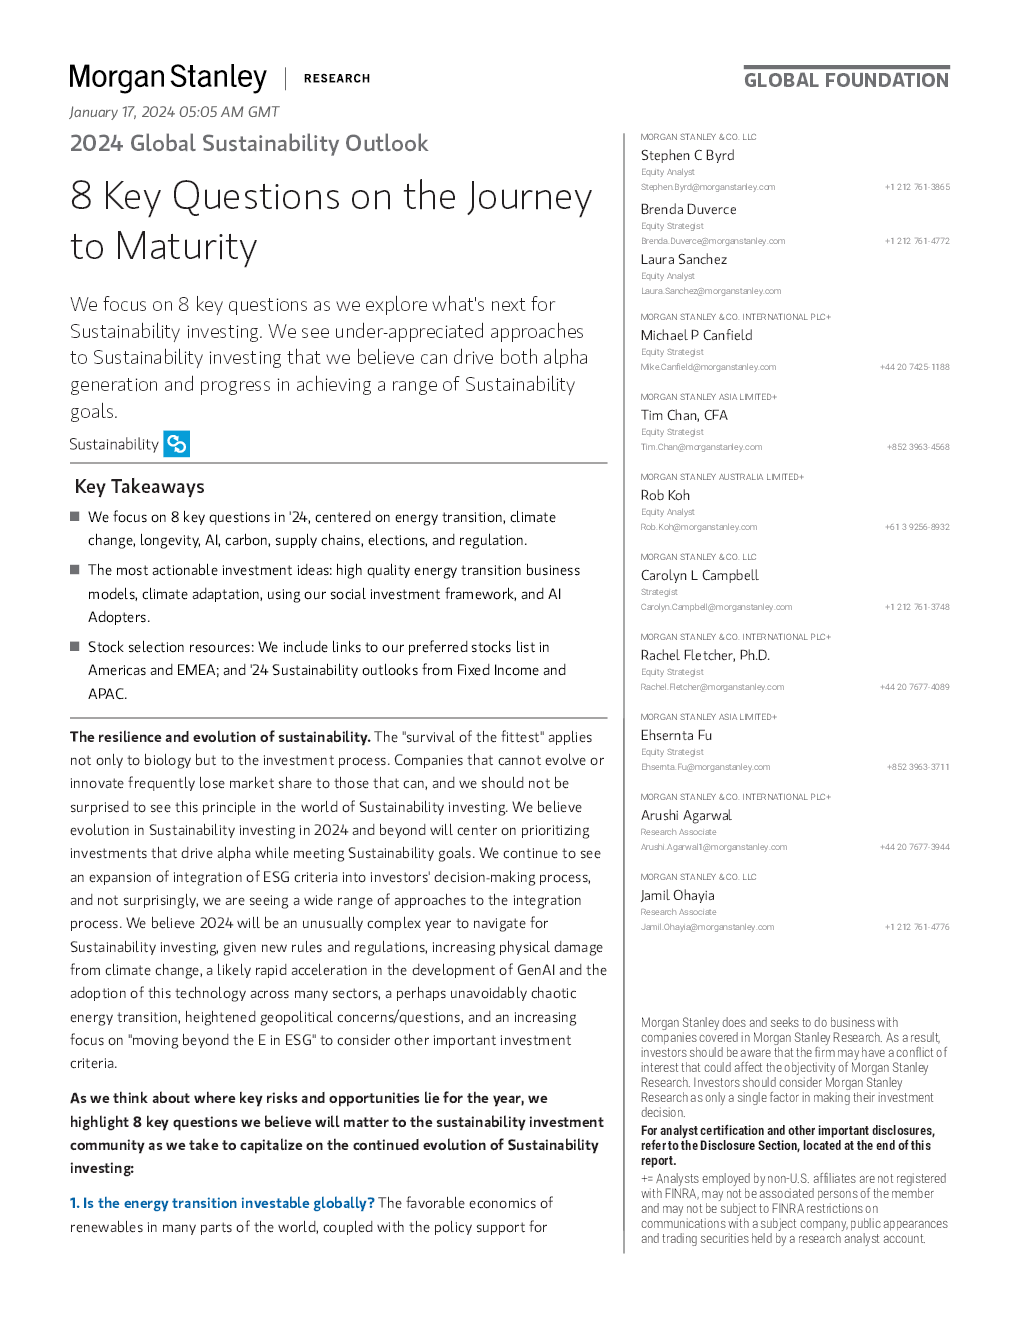 Morgan Stanley | RESEARCH
GLOBAL FOUNDATION
January 17, 2024 05:05 AM GMT
2024 Global Sustainability Outlook
8 Key Questions on the Journey
to Maturity
We focus on 8 key questions as we explore what's next for
Sustainability investing. We see under-appreciated approaches
to Sustainability investing that we believe can drive both alpha
generation and progress in achieving a range of Sustainability
goals.
Sustainability
Key Takeaways
We focus on 8 key questions in '24, centered on energy transition, climate
change, longevity, AI, carbon, supply chains, elections, and regulation.
The most actionable investment ideas: high quality energy transition business
models, climate adaptation, using our social investment framework, and AI
Adopters.
Stock selection resources: We include links to our preferred stocks list in
Americas and EMEA; and '24 Sustainability outlooks from Fixed Income and
APAC.
The resilience and evolution of sustainability. The "survival of the fittest" applies
not only to biology but to the investment process. Companies that cannot evolve or
innovate frequently lose market share to those that can, and we should not be
surprised to see this principle in the world of Sustainability investing. We believe
evolution in Sustainability investing in 2024 and beyond will center on prioritizing
investments that drive alpha while meeting Sustainability goals. We continue to see
an expansion of integration of ESG criteria into investors' decision-making process,
and not surprisingly, we are seeing a wide range of approaches to the integration
process. We believe 2024 will be an unusually complex year to navigate for
Sustainability investing, given new rules and regulations, increasing physical damage
from climate change, a likely rapid acceleration in the development of GenAI and the
adoption of this technology across many sectors, a perhaps unavoidably chaotic
energy transition, heightened geopolitical concerns/questions, and an increasing
focus on "moving beyond the E in ESG" to consider other important investment
criteria.
As we think about where key risks and opportunities lie for the year, we
highlight 8 key questions we believe will matter to the sustainability investment
community as we take to capitalize on the continued evolution of Sustainability
investing:
1. Is the energy transition investable globally? The favorable economics of
renewables in many parts of the world, coupled with the policy support for
MORGAN STANLEY & CO. LLC
Stephen C Byrd
Equity Analyst
Stephen.Byrd@morganstanley.com +1 212 761-3865
Brenda Duverce
Equity Strategist
Brenda.Duverce@morganstanley.com +1 212 761-4772
Laura Sanchez
Equity Analyst
Laura.Sanchez@morganstanley.com
MORGAN STANLEY & CO. INTERNATIONAL PLC+
Michael P Canfield
Equity Strategist
Mike.Canfield@morganstanley.com +44 20 7425-1188
MORGAN STANLEY ASIA LIMITED+
Tim Chan, CFA
Equity Strategist
Tim.Chan@morganstanley.com +852 3963-4568
MORGAN STANLEY AUSTRALIA LIMITED+
Rob Koh
Equity Analyst
Rob.Koh@morganstanley.com +61 3 9256-8932
MORGAN STANLEY & CO. LLC
Carolyn L Campbell
Strategist
Carolyn.Campbell@morganstanley.com +1 212 761-3748
MORGAN STANLEY & CO. INTERNATIONAL PLC+
Rachel Fletcher, Ph.D.
Equity Strategist
Rachel.Fletcher@morganstanley.com +44 20 7677-4089
MORGAN STANLEY ASIA LIMITED+
Ehsernta Fu
Equity Strategist
Ehsernta.Fu@morganstanley.com +852 3963-3711
MORGAN STANLEY & CO. INTERNATIONAL PLC+
Arushi Agarwal
Research Associate
Arushi.Agarwal1@morganstanley.com +44 20 7677-3944
MORGAN STANLEY & CO. LLC
Jamil Ohayia
Research Associate
Jamil.Ohayia@morganstanley.com +1 212 761-4776
Morgan Stanley does and seeks to do business with
companies covered in Morgan Stanley Research. As a result,
investors should be aware that the firm may have a conflict of
interest that could affect the objectivity of Morgan Stanley
Research. Investors should consider Morgan Stanley
Research as only a single factor in making their investment
decision.
For analyst certification and other important disclosures,
refer to the Disclosure Section, located at the end of this
report.
+= Analysts employed by non-U.S. affiliates are not registered
with FINRA, may not be associated persons of the member
and may not be subject to FINRA restrictions on
communications with a subject company, public appearances
and trading securities held by a research analyst account.